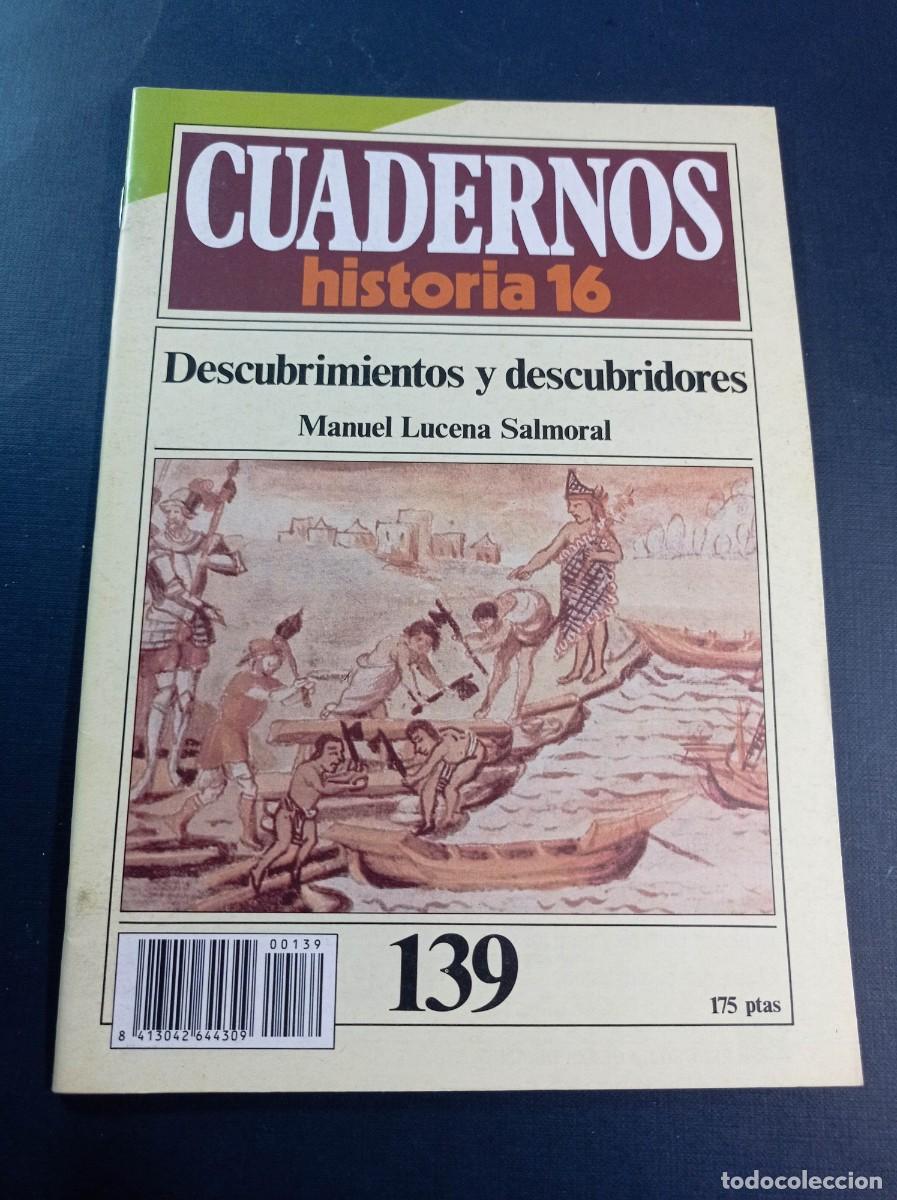 CUADERNOS
historia 16
Descubrimientos y descubridores
Manuel Lucena Salmoral
00139
139
175 ptas
8 413042 644309
todocoleccion